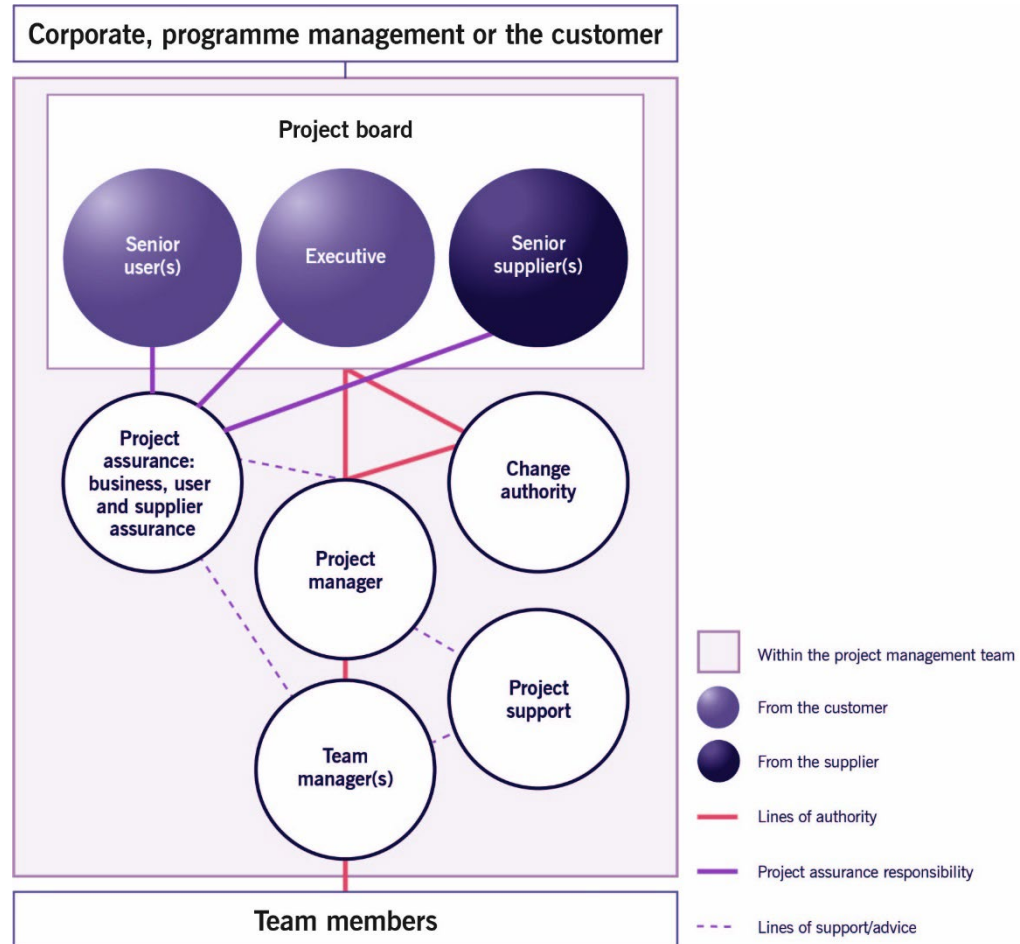 Corporate, programme management or the customer
Project board
Senior
user(s)
Executive
Senior
supplier(s)
Project
assurance:
business, user
and supplier
assurance
Change
authority
Project
manager
Project
support
Team
manager(s)
Team members
Within the project management team
From the customer
From the supplier
Lines of authority
Project assurance responsibility
Lines of support/advice